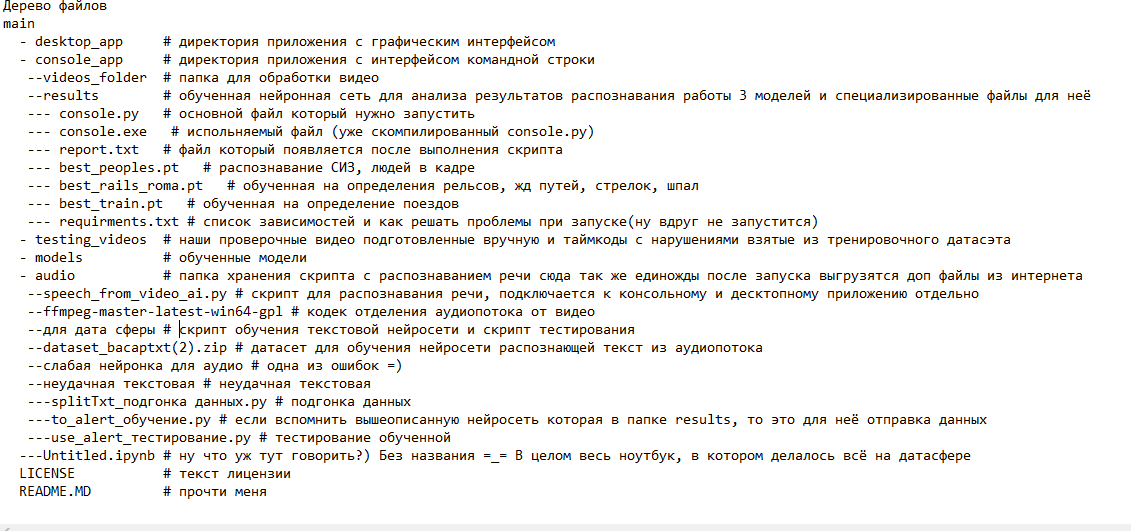 Дерево файлов
main
- desktop_app # директория приложения с графическим интерфейсом
- console_app # директория приложения с интерфейсом командной строки
--videos_folder # папка для обработки видео
--results # обученная нейронная сеть для анализа результатов распознавания работы 3 моделей и специализированные файлы для неё
--- console.py # основной файл который нужно запустить
--- console.exe # испольняемый файл (уже скомпилированный console.py)
--- report.txt # файл который появляется после выполнения скрипта
--- best_peoples.pt # распознавание СИЗ, людей в кадре
--- best_rails_roma.pt # обученная на определения рельсов, жд путей, стрелок, шпал
--- best_train.pt # обученная на определение поездов
--- requirments.txt # список зависимостей и как решать проблемы при запуске(ну вдруг не запустится)
- testing_videos # наши проверочные видео подготовленные вручную и таймкоды с нарушениями взятые из тренировочного датасэта
- models # обученные модели
- audio # папка хранения скрипта с распознаванием речи сюда так же единожды после запуска выгрузятся доп файлы из интернета
--speech_from_video_ai.py # скрипт для распознавания речи, подключается к консольному и десктопному приложению отдельно
--ffmpeg-master-latest-win64-gpl # кодек отделения аудиопотока от видео
--для дата сферы # скрипт обучения текстовой нейросети и скрипт тестирования
--dataset_bacaptxt(2).zip # датасет для обучения нейросети распознающей текст из аудиопотока
--слабая нейронка для аудио # одна из ошибок =)
--неудачная текстовая # неудачная текстовая
---splitTxt_подгонка данных.py # подгонка данных
---to_alert_обучение.py # если вспомнить вышеописанную нейросеть которая в папке results, то это для неё отправка данных
---use_alert_тестирование.py # тестирование обученной
---Untitled.ipynb # ну что уж тут говорить?) Без названия =_= В целом весь ноутбук, в котором делалось всё на датасфере
LICENSE # текст лицензии
README.MD # прочти меня